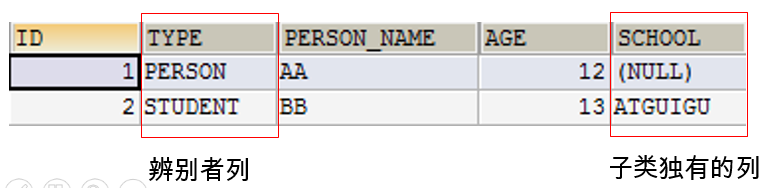 ID TYPE PERSON_NAME AGE SCHOOL
1 PERSON AA 12 (NULL)
2 STUDENT BB 13 ATGUIGU
辨别者列 子类独有的列